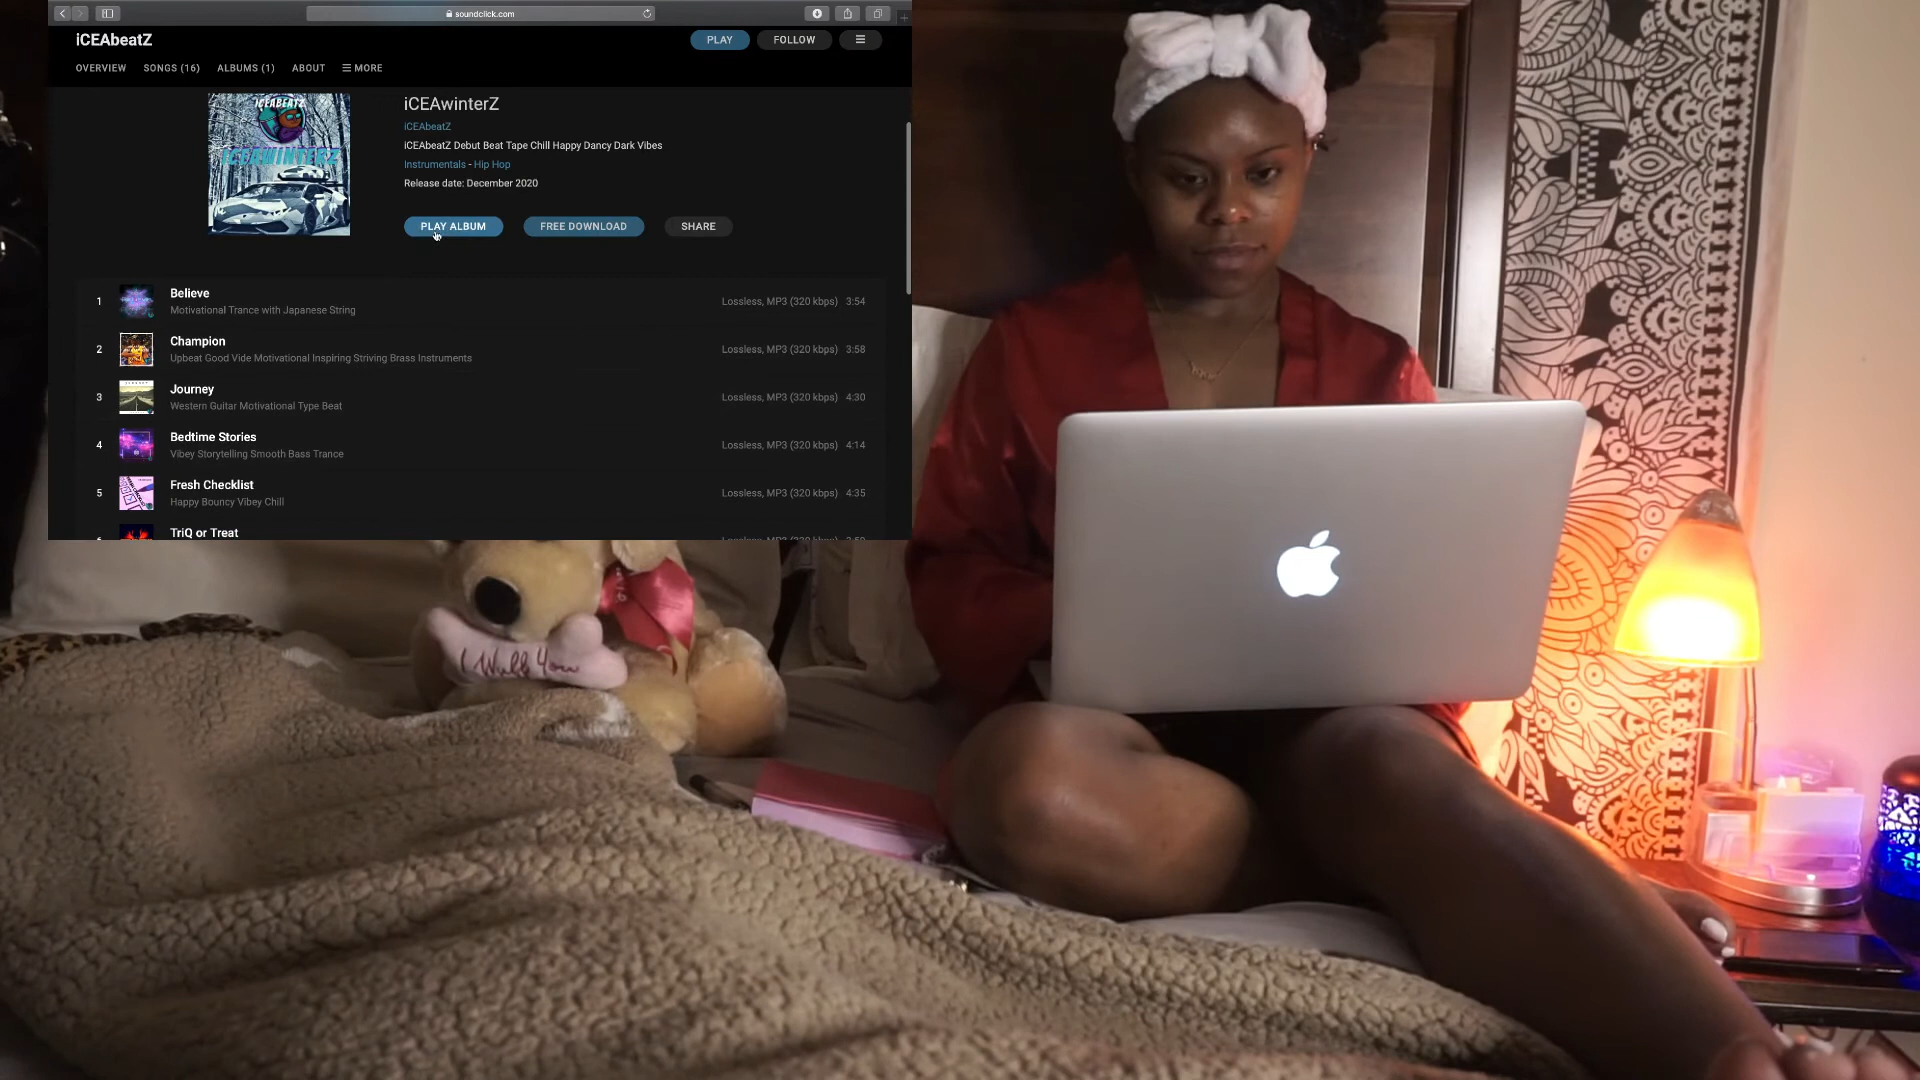 soundclick.com
iCEAbeatZ
PLAY
FOLLOW
OVERVIEW
SONGS (16)
ALBUMS (1)
ABOUT
MORE
ICEABEATZ
ICEAWINTERZ
iCEAwinterZ
iCEAbeatZ
iCEAbeatZ Debut Beat Tape Chill Happy Dancy Dark Vibes
Instrumentals - Hip Hop
Release date: December 2020
PLAY ALBUM
FREE DOWNLOAD
SHARE
1
Believe
Motivational Trance with Japanese String
Lossless, MP3 (320 kbps) 3:54
2
Champion
Upbeat Good Vide Motivational Inspiring Striving Brass Instruments
Lossless, MP3 (320 kbps) 3:58
3
Journey
Western Guitar Motivational Type Beat
Lossless, MP3 (320 kbps) 4:30
4
Bedtime Stories
Vibey Storytelling Smooth Bass Trance
Lossless, MP3 (320 kbps) 4:14
5
Fresh Checklist
Happy Bouncy Vibey Chill
Lossless, MP3 (320 kbps) 4:35
TriQ or Treat
I Wuff You